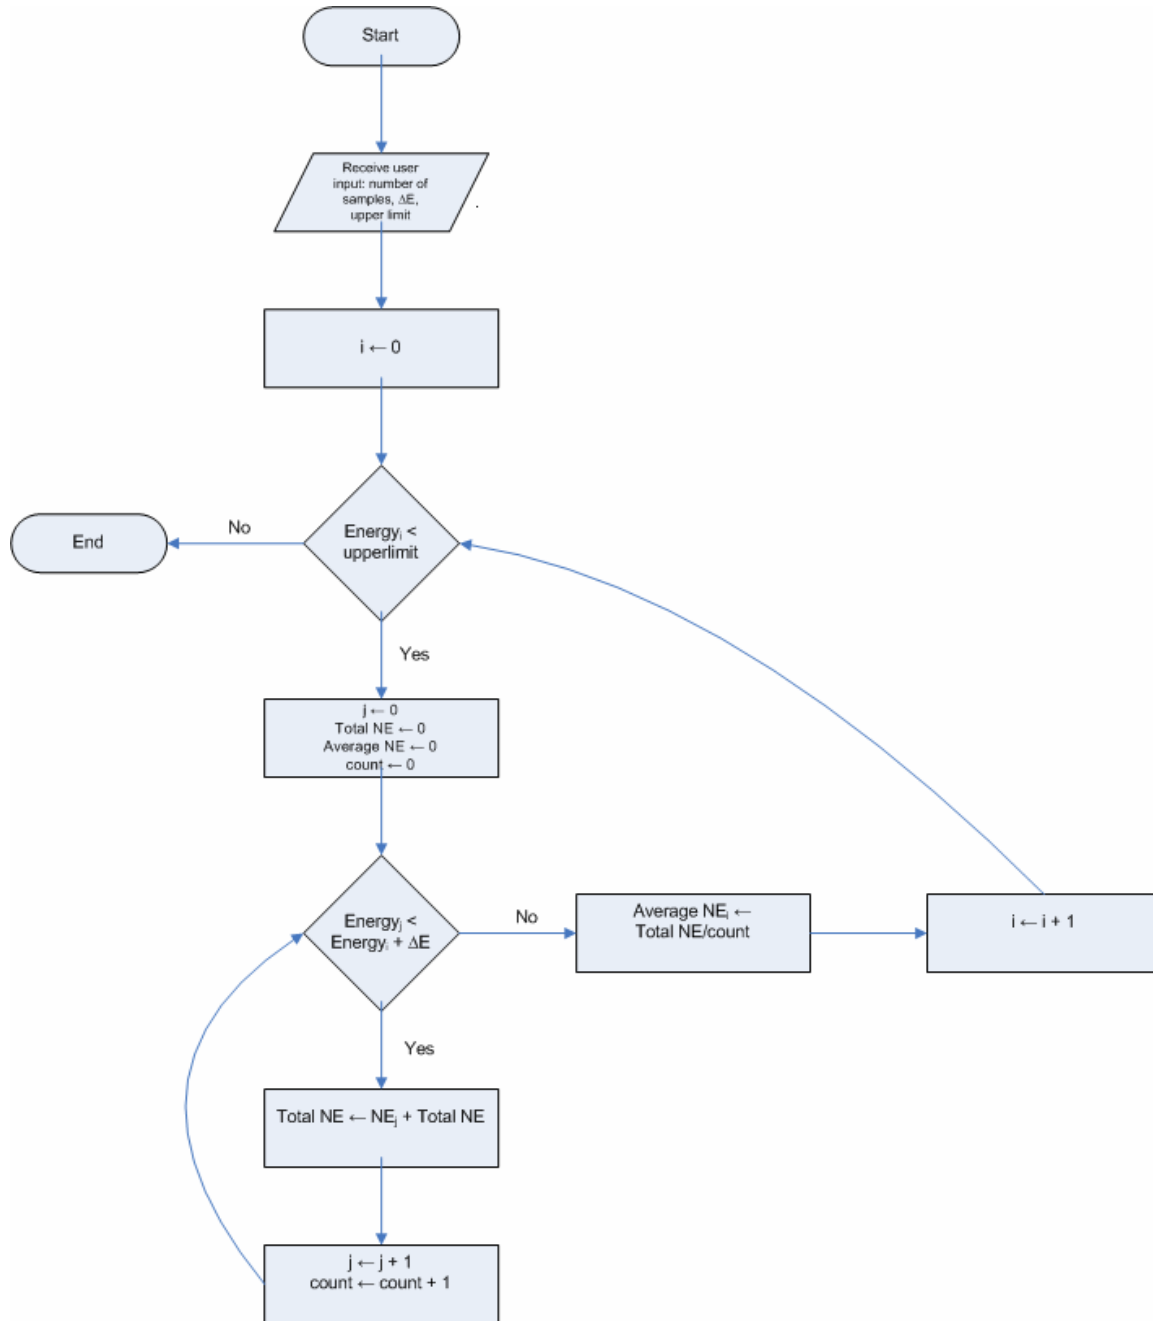 Start
Receive user
input: number of
samples, ΔE,
upper limit
i ← 0
Energyᵢ <
upperlimit
No
End
Yes
j ← 0
Total NE ← 0
Average NE ← 0
count ← 0
Energyⱼ <
Energyᵢ + ΔE
No
Average NEᵢ ←
Total NE/count
i ← i + 1
Yes
Total NE ← NEⱼ + Total NE
j ← j + 1
count ← count + 1